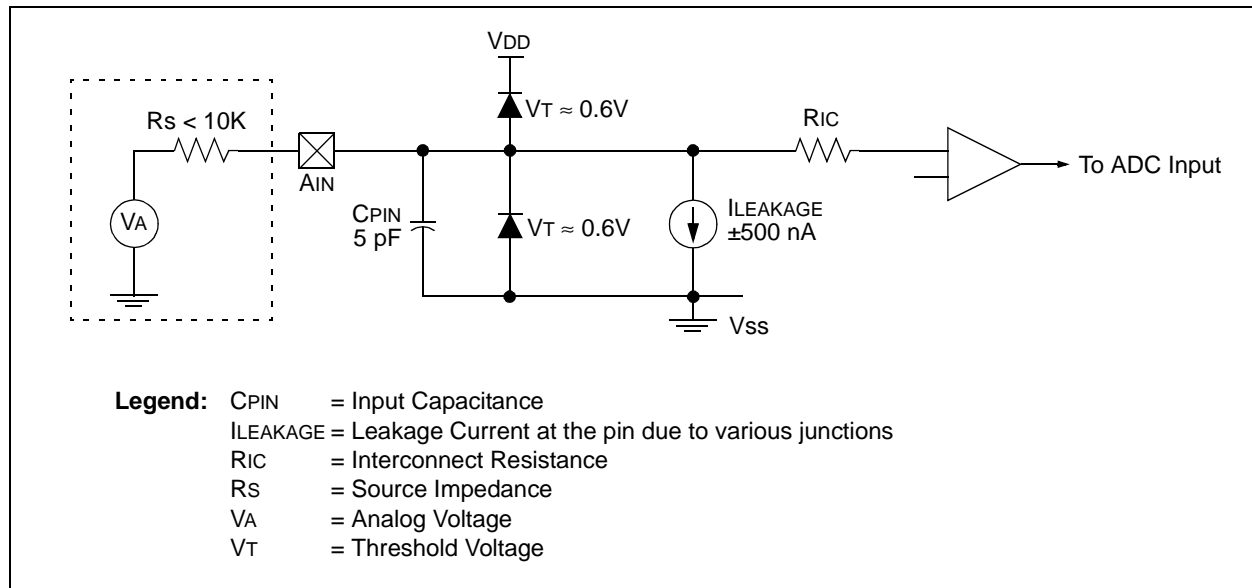 VDD
VT ≈ 0.6V
Rs < 10K
RIC
AIN
To ADC Input
VA
CPIN
5 pF
VT ≈ 0.6V
ILEAKAGE
±500 nA
Vss
Legend: CPIN = Input Capacitance
ILEAKAGE = Leakage Current at the pin due to various junctions
RIC = Interconnect Resistance
RS = Source Impedance
VA = Analog Voltage
VT = Threshold Voltage